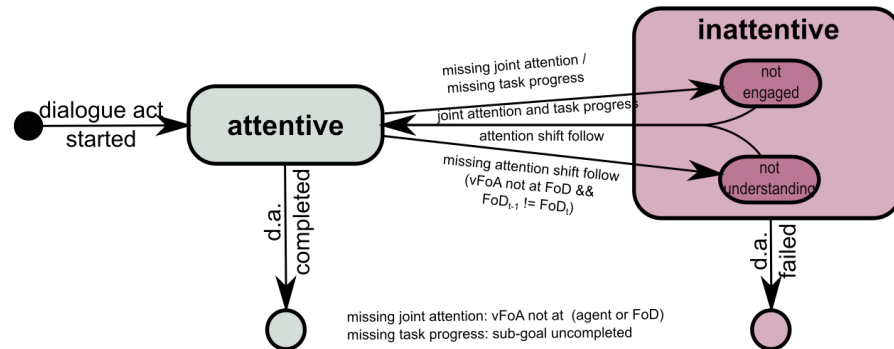 inattentive
missing joint attention /
missing task progress
not
engaged
dialogue act
started
joint attention and task progress
attentive
attention shift follow
missing attention shift follow
(vFoA not at FoD &&
FoDt-1 != FoDt)
not
understanding
d.a.
completed
d.a.
failed
missing joint attention: vFoA not at (agent or FoD)
missing task progress: sub-goal uncompleted